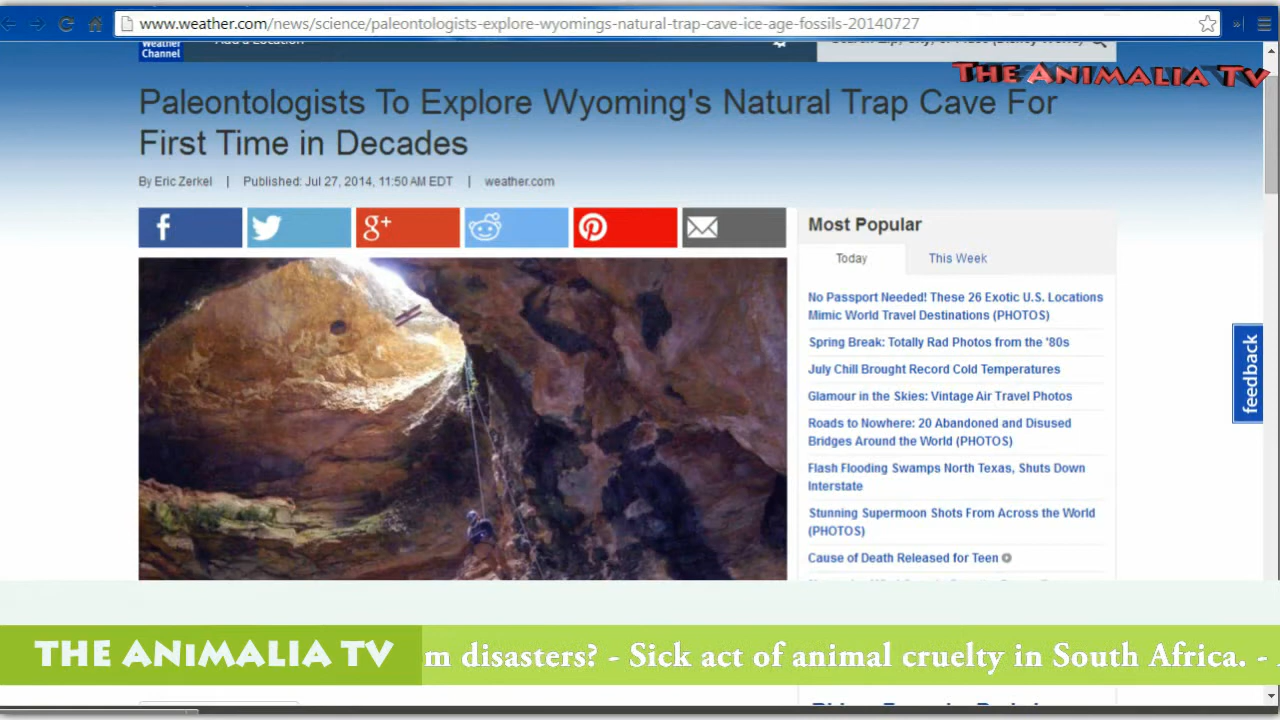 www.weather.com/news/science/paleontologists-explore-wyomings-natural-trap-cave-ice-age-fossils-20140727
Weather
Channel
Add a Location
THE ANIMALIA TV
Paleontologists To Explore Wyoming's Natural Trap Cave For
First Time in Decades
By Eric Zerkel | Published: Jul 27, 2014, 11:50 AM EDT | weather.com
Most Popular
Today This Week
No Passport Needed! These 26 Exotic U.S. Locations
Mimic World Travel Destinations (PHOTOS)
Spring Break: Totally Rad Photos from the '80s
July Chill Brought Record Cold Temperatures
Glamour in the Skies: Vintage Air Travel Photos
Roads to Nowhere: 20 Abandoned and Disused
Bridges Around the World (PHOTOS)
Flash Flooding Swamps North Texas, Shuts Down
Interstate
Stunning Supermoon Shots From Across the World
(PHOTOS)
Cause of Death Released for Teen
feedback
THE ANIMALIA TV
m disasters? - Sick act of animal cruelty in South Africa. -